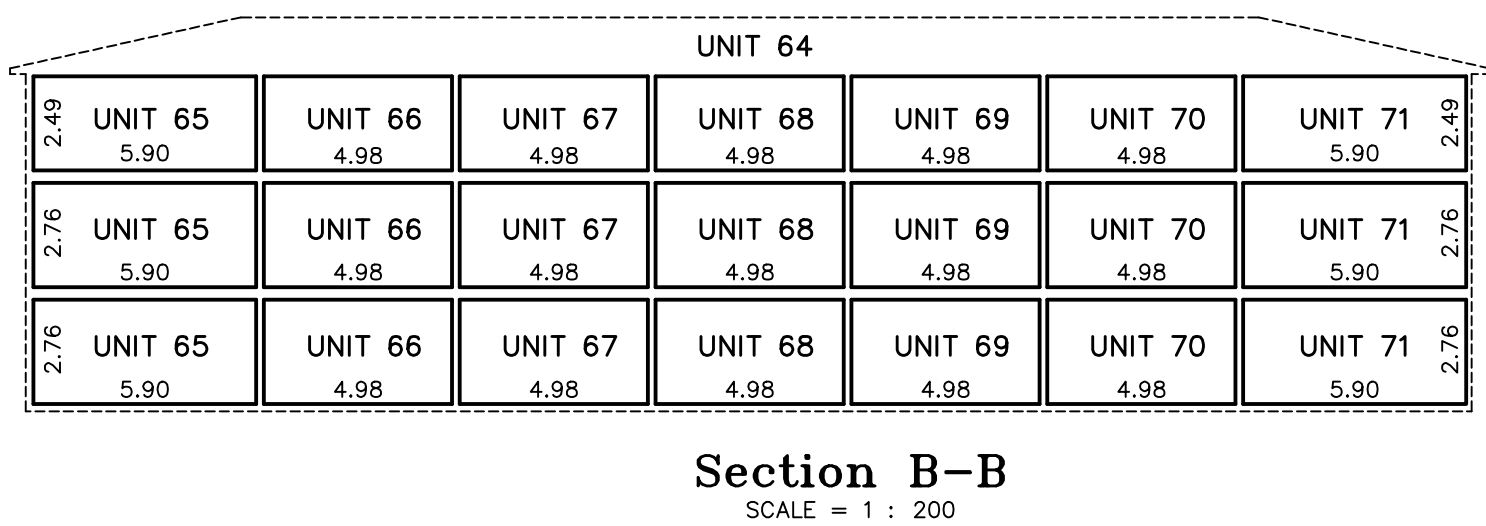 UNIT 64
2.49 UNIT 65 UNIT 66 UNIT 67 UNIT 68 UNIT 69 UNIT 70 UNIT 71 2.49
5.90 4.98 4.98 4.98 4.98 4.98 5.90
2.76 UNIT 65 UNIT 66 UNIT 67 UNIT 68 UNIT 69 UNIT 70 UNIT 71 2.76
5.90 4.98 4.98 4.98 4.98 4.98 5.90
2.76 UNIT 65 UNIT 66 UNIT 67 UNIT 68 UNIT 69 UNIT 70 UNIT 71 2.76
5.90 4.98 4.98 4.98 4.98 4.98 5.90
Section B-B
SCALE = 1 : 200